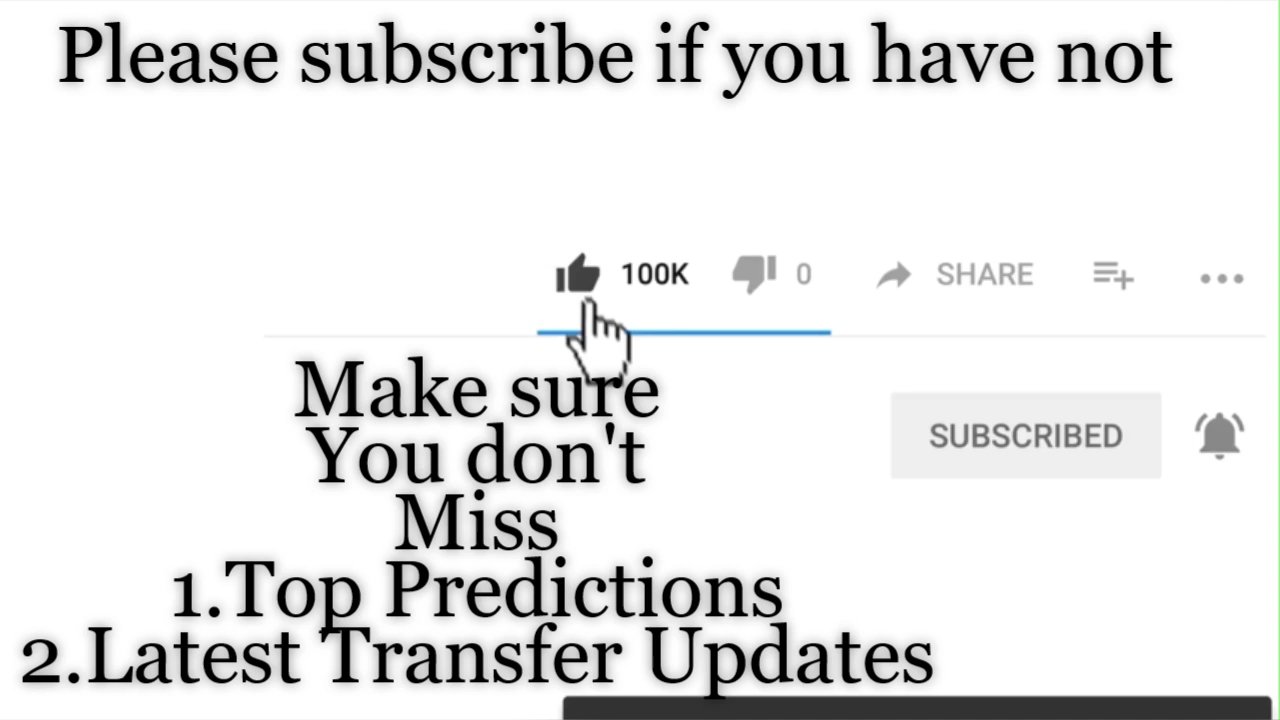 Please subscribe if you have not
100K 0 SHARE
Make sure
You don't
SUBSCRIBED
Miss
1.Top Predictions
2.Latest Transfer Updates